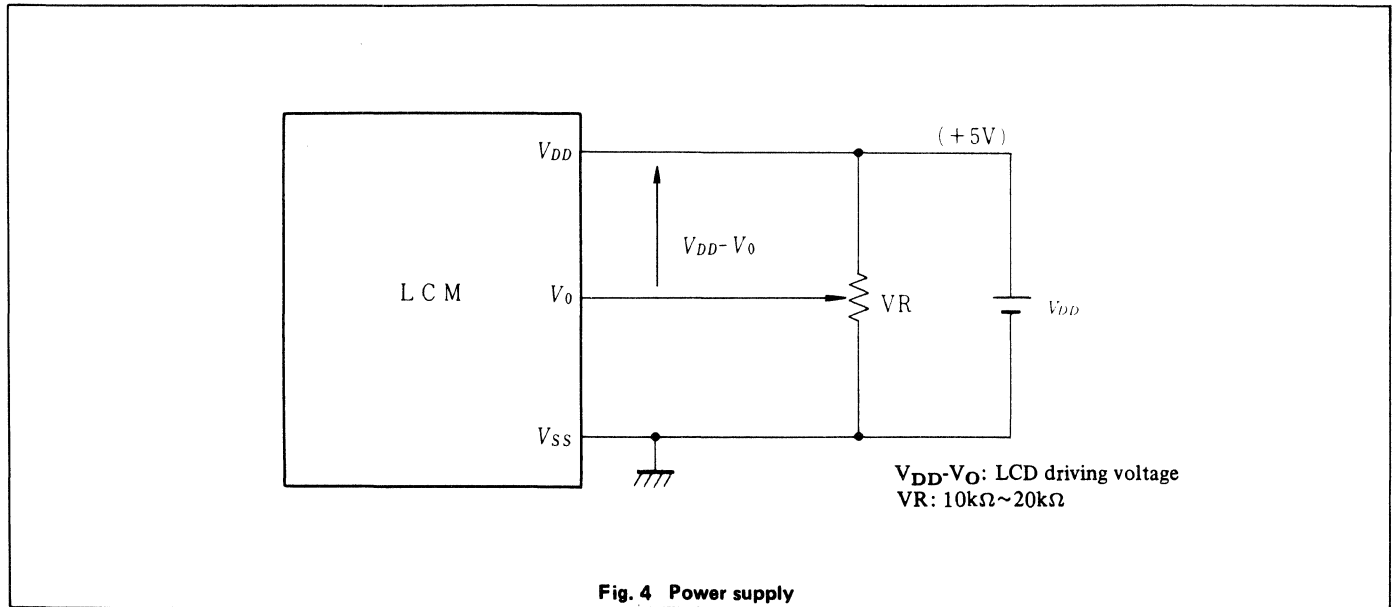 (+5V)
VDD
VDD-V0
LCM
V0
VR
VDD
VSS
VDD-VO: LCD driving voltage
VR: 10kΩ~20kΩ
Fig. 4 Power supply